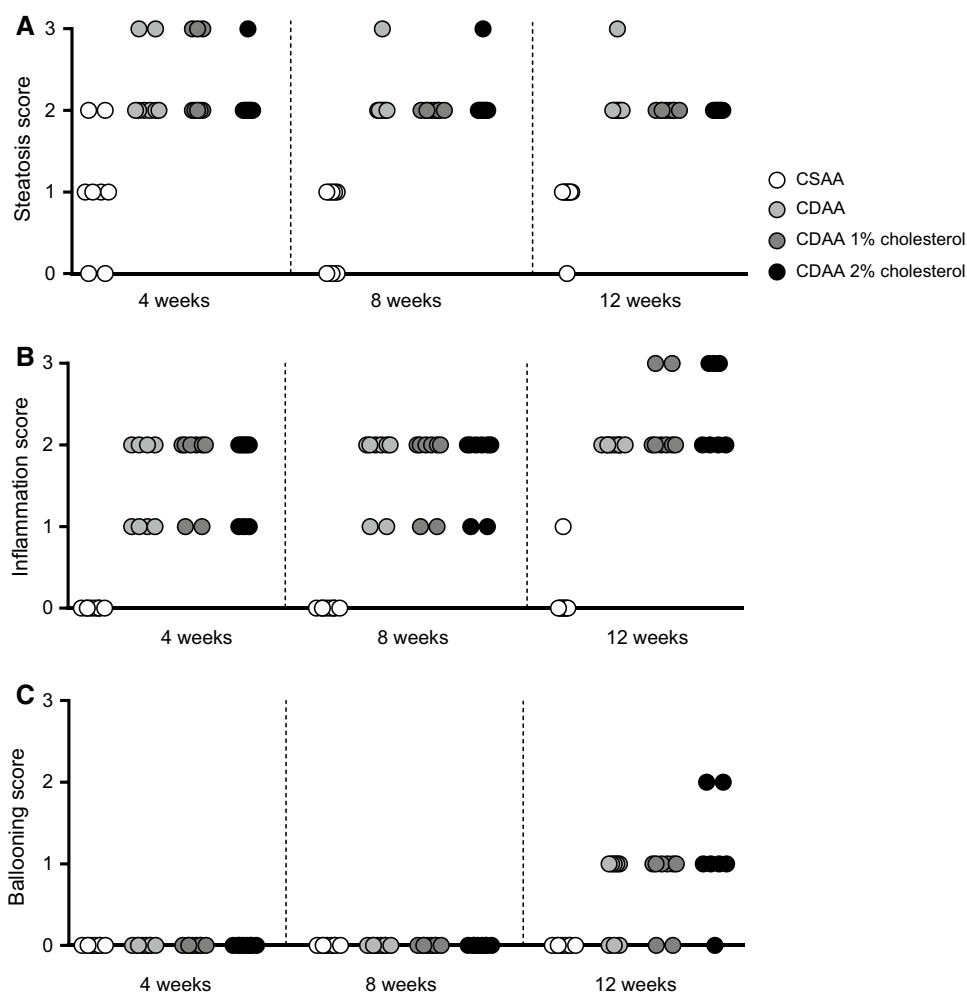 A
Steatosis score
3
2
1
0
4 weeks
8 weeks
12 weeks
CSAA
CDAA
CDAA 1% cholesterol
CDAA 2% cholesterol
B
Inflammation score
3
2
1
0
4 weeks
8 weeks
12 weeks
C
Ballooning score
3
2
1
0
4 weeks
8 weeks
12 weeks